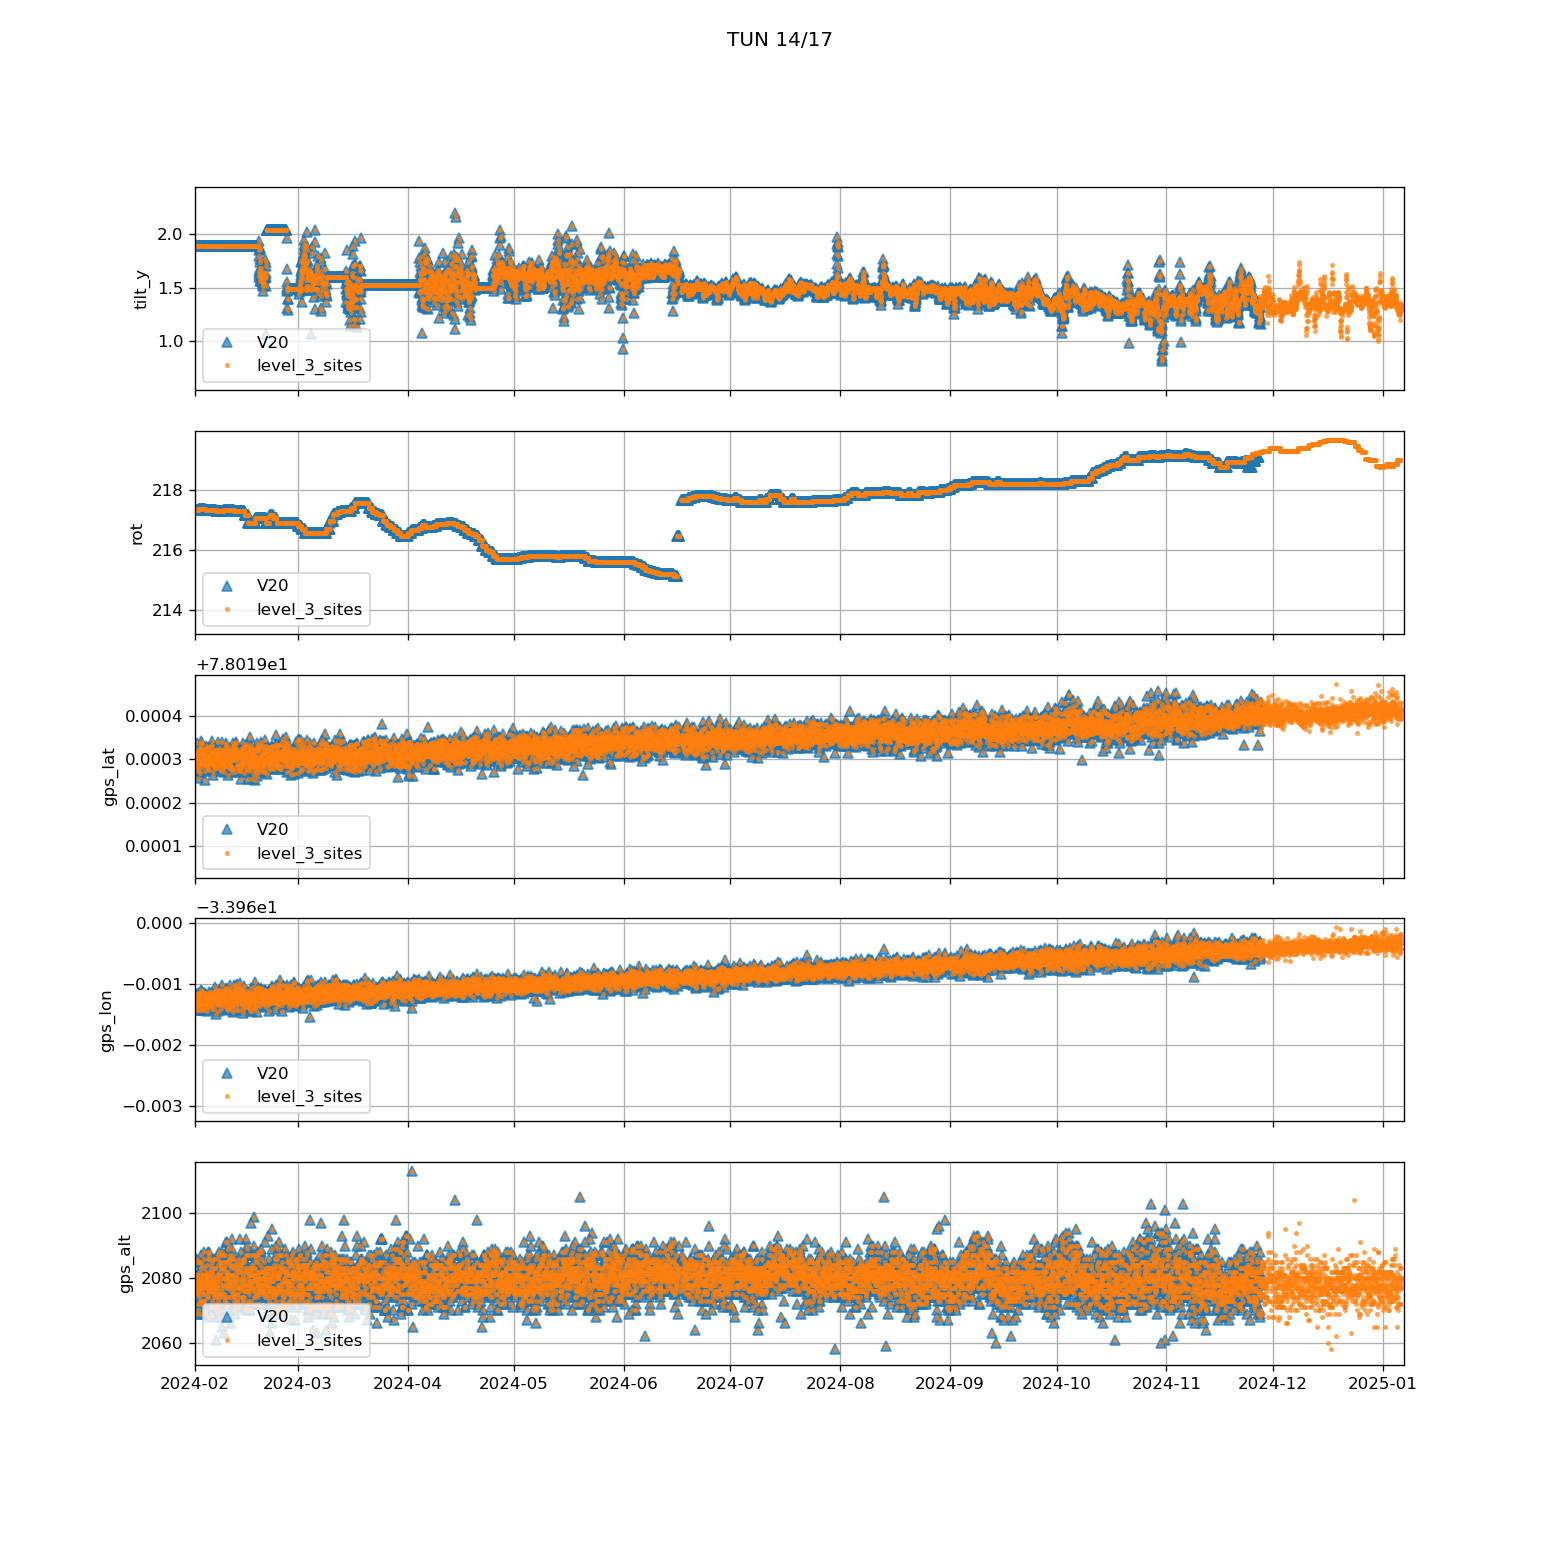 TUN 14/17
2.0
1.5
1.0
tilt_y
V20
level_3_sites
218
216
214
rot
V20
level_3_sites
+7.8019e1
0.0004
0.0003
0.0002
0.0001
gps_lat
V20
level_3_sites
−3.396e1
0.000
−0.001
−0.002
−0.003
gps_lon
V20
level_3_sites
2100
2080
2060
gps_alt
V20
level_3_sites
2024-02 2024-03 2024-04 2024-05 2024-06 2024-07 2024-08 2024-09 2024-10 2024-11 2024-12 2025-01